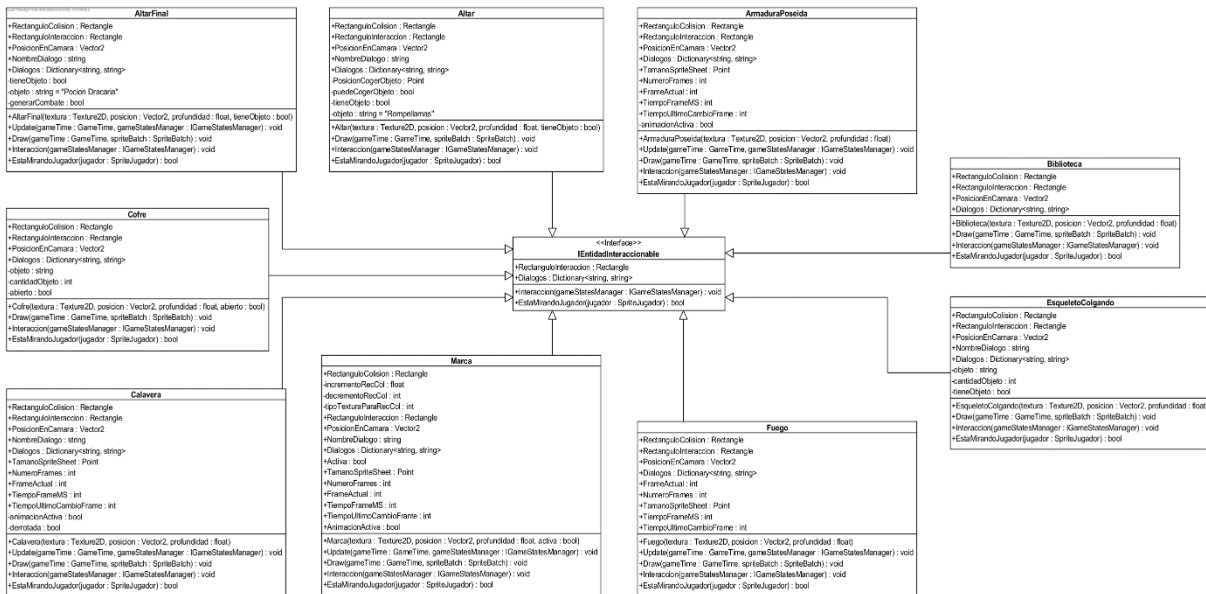 AltarFinal
+RectanguloColision : Rectangle
+RectanguloInteraccion : Rectangle
+PosicionEnCamara : Vector2
+NombreDialogo : string
+Dialogos : Dictionary<string, string>
-tieneObjeto : bool
-objeto : string = "Pocion Dracaria"
-generarCombate : bool
+AltarFinal(textura : Texture2D, posicion : Vector2, profundidad : float, tieneObjeto : bool)
+Update(gameTime : GameTime, gameStatesManager : IGameStatesManager) : void
+Draw(gameTime : GameTime, spriteBatch : SpriteBatch) : void
+Interaccion(gameStatesManager : IGameStatesManager) : void
+EstaMirandoJugador(jugador : SpriteJugador) : bool
Altar
+RectanguloColision : Rectangle
+RectanguloInteraccion : Rectangle
+PosicionEnCamara : Vector2
+NombreDialogo : string
+Dialogos : Dictionary<string, string>
-PosicionCogerObjeto : Point
-puedeCogerObjeto : bool
-tieneObjeto : bool
-objeto : string = "Rompellamas"
+Altar(textura : Texture2D, posicion : Vector2, profundidad : float, tieneObjeto : bool)
+Draw(gameTime : GameTime, spriteBatch : SpriteBatch) : void
+Interaccion(gameStatesManager : IGameStatesManager) : void
+EstaMirandoJugador(jugador : SpriteJugador) : bool
ArmaduraPoseida
+RectanguloColision : Rectangle
+RectanguloInteraccion : Rectangle
+PosicionEnCamara : Vector2
+Dialogos : Dictionary<string, string>
+TamanoSpriteSheet : Point
+NumeroFrames : int
+FrameActual : int
+TiempoFrameMS : int
+TiempoUltimoCambioFrame : int
-animacionActiva : bool
+ArmaduraPoseida(textura : Texture2D, posicion : Vector2, profundidad : float)
+Update(gameTime : GameTime, gameStatesManager : IGameStatesManager) : void
+Draw(gameTime : GameTime, spriteBatch : SpriteBatch) : void
+Interaccion(gameStatesManager : IGameStatesManager) : void
+EstaMirandoJugador(jugador : SpriteJugador) : bool
Biblioteca
+RectanguloColision : Rectangle
+RectanguloInteraccion : Rectangle
+PosicionEnCamara : Vector2
+Dialogos : Dictionary<string, string>
+Biblioteca(textura : Texture2D, posicion : Vector2, profundidad : float)
+Draw(gameTime : GameTime, spriteBatch : SpriteBatch) : void
+Interaccion(gameStatesManager : IGameStatesManager) : void
+EstaMirandoJugador(jugador : SpriteJugador) : bool
Cofre
+RectanguloColision : Rectangle
+RectanguloInteraccion : Rectangle
+PosicionEnCamara : Vector2
+Dialogos : Dictionary<string, string>
-objeto : string
-cantidadObjeto : int
-abierto : bool
+Cofre(textura : Texture2D, posicion : Vector2, profundidad : float, abierto : bool)
+Draw(gameTime : GameTime, spriteBatch : SpriteBatch) : void
+Interaccion(gameStatesManager : IGameStatesManager) : void
+EstaMirandoJugador(jugador : SpriteJugador) : bool
<<Interface>>
IEntidadInteraccionable
+RectanguloInteraccion : Rectangle
+Dialogos : Dictionary<string, string>
+Interaccion(gameStatesManager : IGameStatesManager) : void
+EstaMirandoJugador(jugador : SpriteJugador) : bool
EsqueletoColgando
+RectanguloColision : Rectangle
+RectanguloInteraccion : Rectangle
+PosicionEnCamara : Vector2
+NombreDialogo : string
+Dialogos : Dictionary<string, string>
-objeto : string
-cantidadObjeto : int
-tieneObjeto : bool
+EsqueletoColgando(textura : Texture2D, posicion : Vector2, profundidad : float
+Draw(gameTime : GameTime, spriteBatch : SpriteBatch) : void
+Interaccion(gameStatesManager : IGameStatesManager) : void
+EstaMirandoJugador(jugador : SpriteJugador) : bool
Calavera
+RectanguloColision : Rectangle
+RectanguloInteraccion : Rectangle
+PosicionEnCamara : Vector2
+NombreDialogo : string
+Dialogos : Dictionary<string, string>
+TamanoSpriteSheet : Point
+NumeroFrames : int
+FrameActual : int
+TiempoFrameMS : int
+TiempoUltimoCambioFrame : int
-animacionActiva : bool
-derrotada : bool
+Calavera(textura : Texture2D, posicion : Vector2, profundidad : float)
+Update(gameTime : GameTime, gameStatesManager : IGameStatesManager) : void
+Draw(gameTime : GameTime, spriteBatch : SpriteBatch) : void
+Interaccion(gameStatesManager : IGameStatesManager) : void
+EstaMirandoJugador(jugador : SpriteJugador) : bool
Marca
+RectanguloColision : Rectangle
-incrementoRecCol : float
-decrementoRecCol : int
-tipoTexturaParaRecCol : int
+RectanguloInteraccion : Rectangle
+PosicionEnCamara : Vector2
+NombreDialogo : string
+Dialogos : Dictionary<string, string>
+Activa : bool
+TamanoSpriteSheet : Point
+NumeroFrames : int
+FrameActual : int
+TiempoFrameMS : int
+TiempoUltimoCambioFrame : int
+AnimacionActiva : bool
+Marca(textura : Texture2D, posicion : Vector2, profundidad : float, activa : bool)
+Update(gameTime : GameTime, gameStatesManager : IGameStatesManager) : void
+Draw(gameTime : GameTime, spriteBatch : SpriteBatch) : void
+Interaccion(gameStatesManager : IGameStatesManager) : void
+EstaMirandoJugador(jugador : SpriteJugador) : bool
Fuego
+RectanguloColision : Rectangle
+RectanguloInteraccion : Rectangle
+PosicionEnCamara : Vector2
+Dialogos : Dictionary<string, string>
+FrameActual : int
+NumeroFrames : int
+TamanoSpriteSheet : Point
+TiempoFrameMS : int
+TiempoUltimoCambioFrame : int
+Fuego(textura : Texture2D, posicion : Vector2, profundidad : float)
+Update(gameTime : GameTime, gameStatesManager : IGameStatesManager) : void
+Draw(gameTime : GameTime, spriteBatch : SpriteBatch) : void
+Interaccion(gameStatesManager : IGameStatesManager) : void
+EstaMirandoJugador(jugador : SpriteJugador) : bool